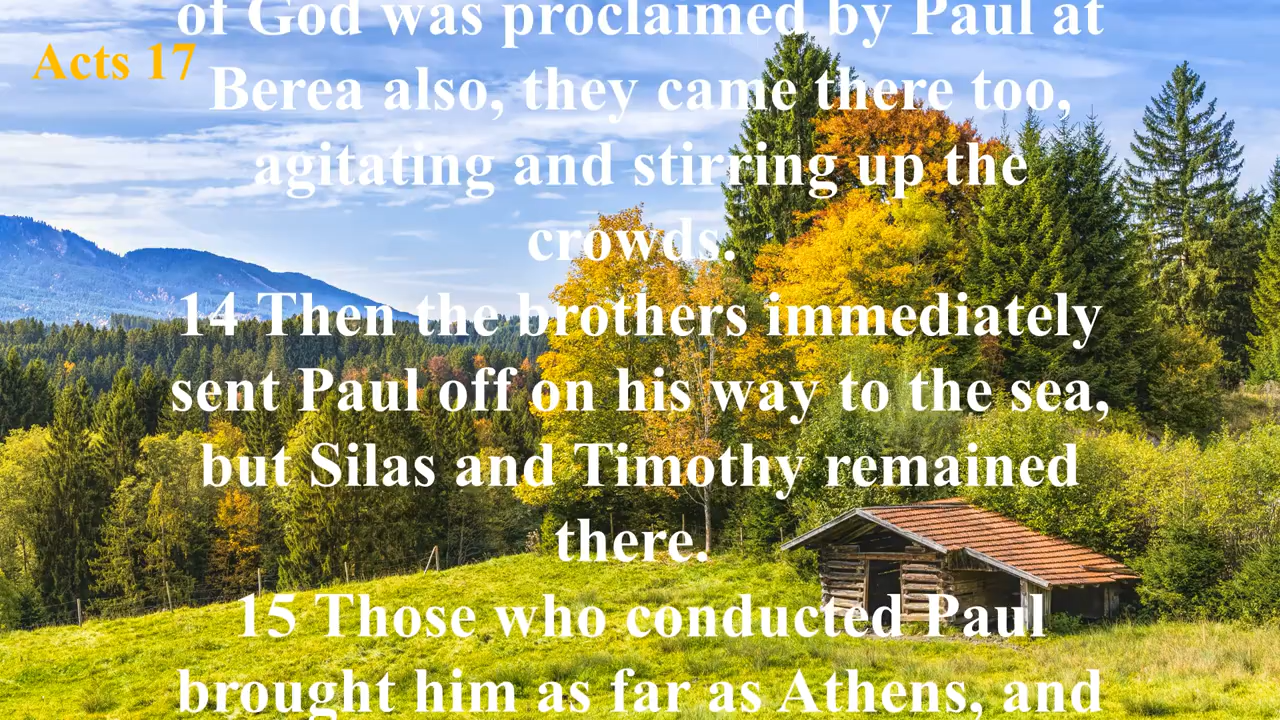 of God was proclaimed by Paul at
Acts 17
Berea also, they came there too,
agitating and stirring up the
crowds.
14 Then the brothers immediately
sent Paul off on his way to the sea,
but Silas and Timothy remained
there.
15 Those who conducted Paul
brought him as far as Athens, and